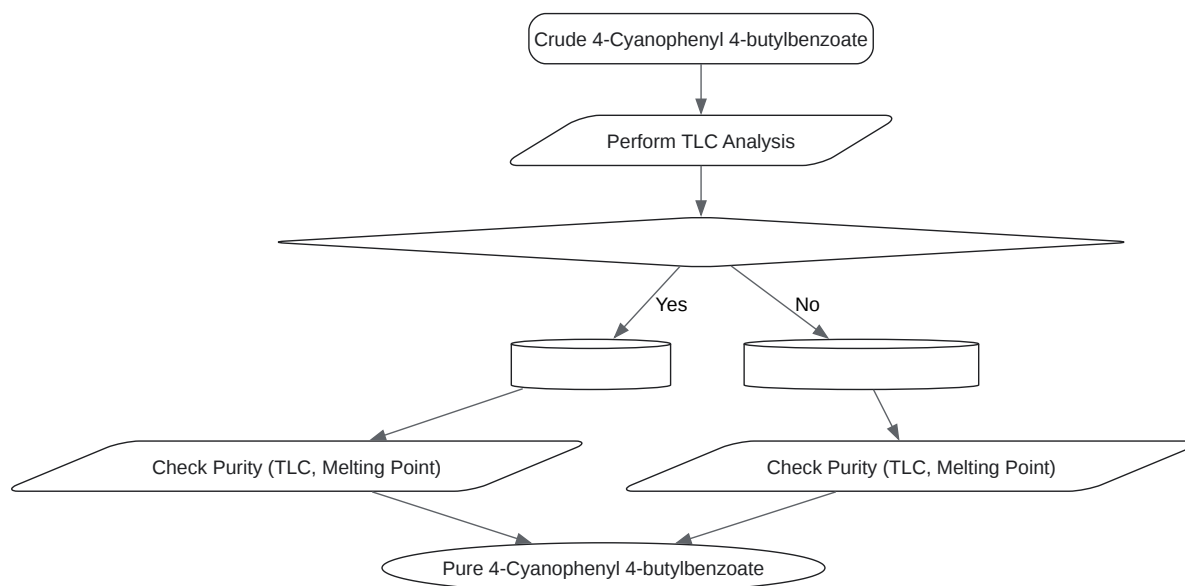 Crude 4-Cyanophenyl 4-butylbenzoate
Perform TLC Analysis
Yes
No
Check Purity (TLC, Melting Point)
Check Purity (TLC, Melting Point)
Pure 4-Cyanophenyl 4-butylbenzoate